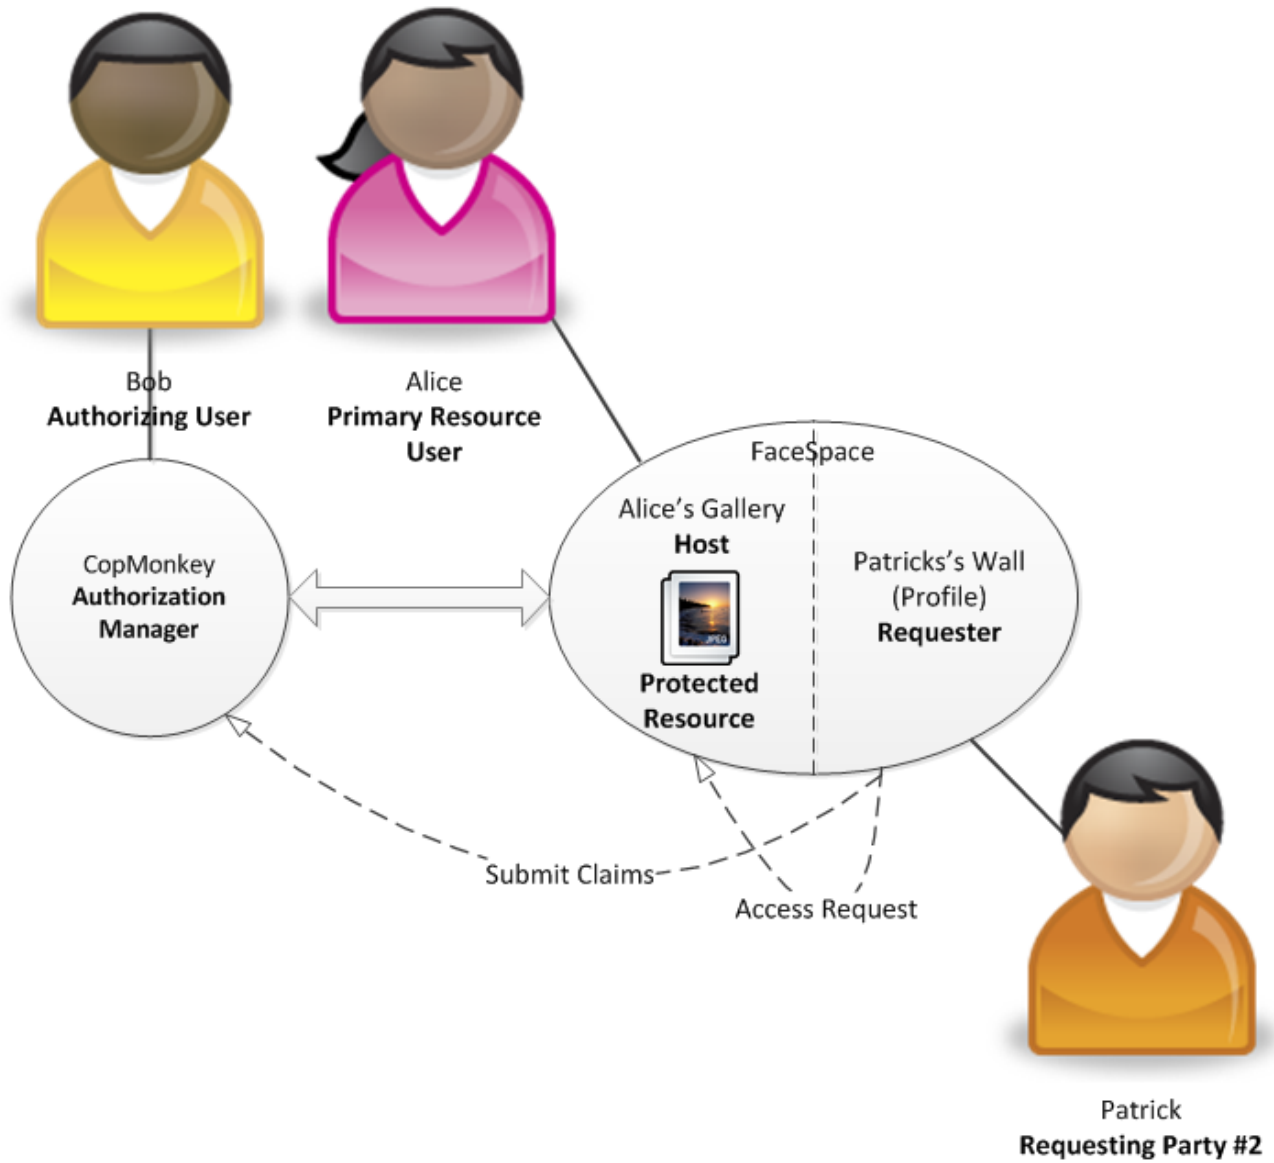 Bob
Authorizing User
Alice
Primary Resource
User
FaceSpace
Alice's Gallery
Host
JPEG
Protected
Resource
Patricks's Wall
(Profile)
Requester
CopMonkey
Authorization
Manager
Submit Claims
Access Request
Patrick
Requesting Party #2